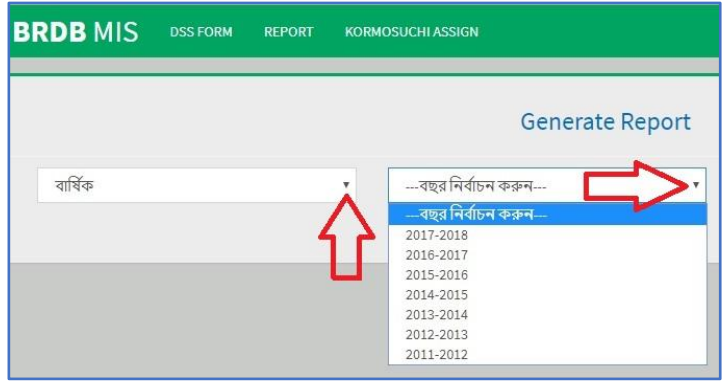 BRDB MIS DSS FORM REPORT KORMOSUCHI ASSIGN
Generate Report
বার্ষিক
---বছর নির্বাচন করুন---
---বছর নির্বাচন করুন---
2017-2018
2016-2017
2015-2016
2014-2015
2013-2014
2012-2013
2011-2012